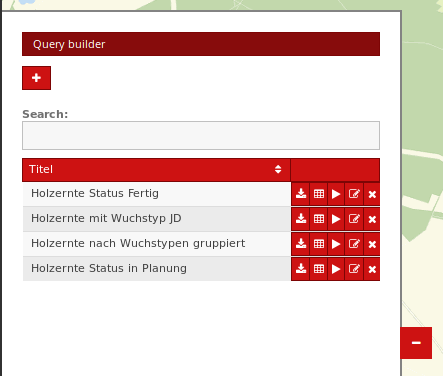 Query builder
Search:
Titel
Holzernte Status Fertig
Holzernte mit Wuchstyp JD
Holzernte nach Wuchstypen gruppiert
Holzernte Status in Planung